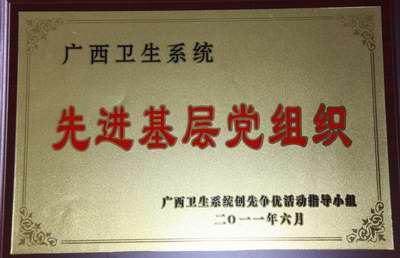 广西卫生系统
先进基层党组织
广西卫生系统创先争优活动指导小组
二〇一一年六月